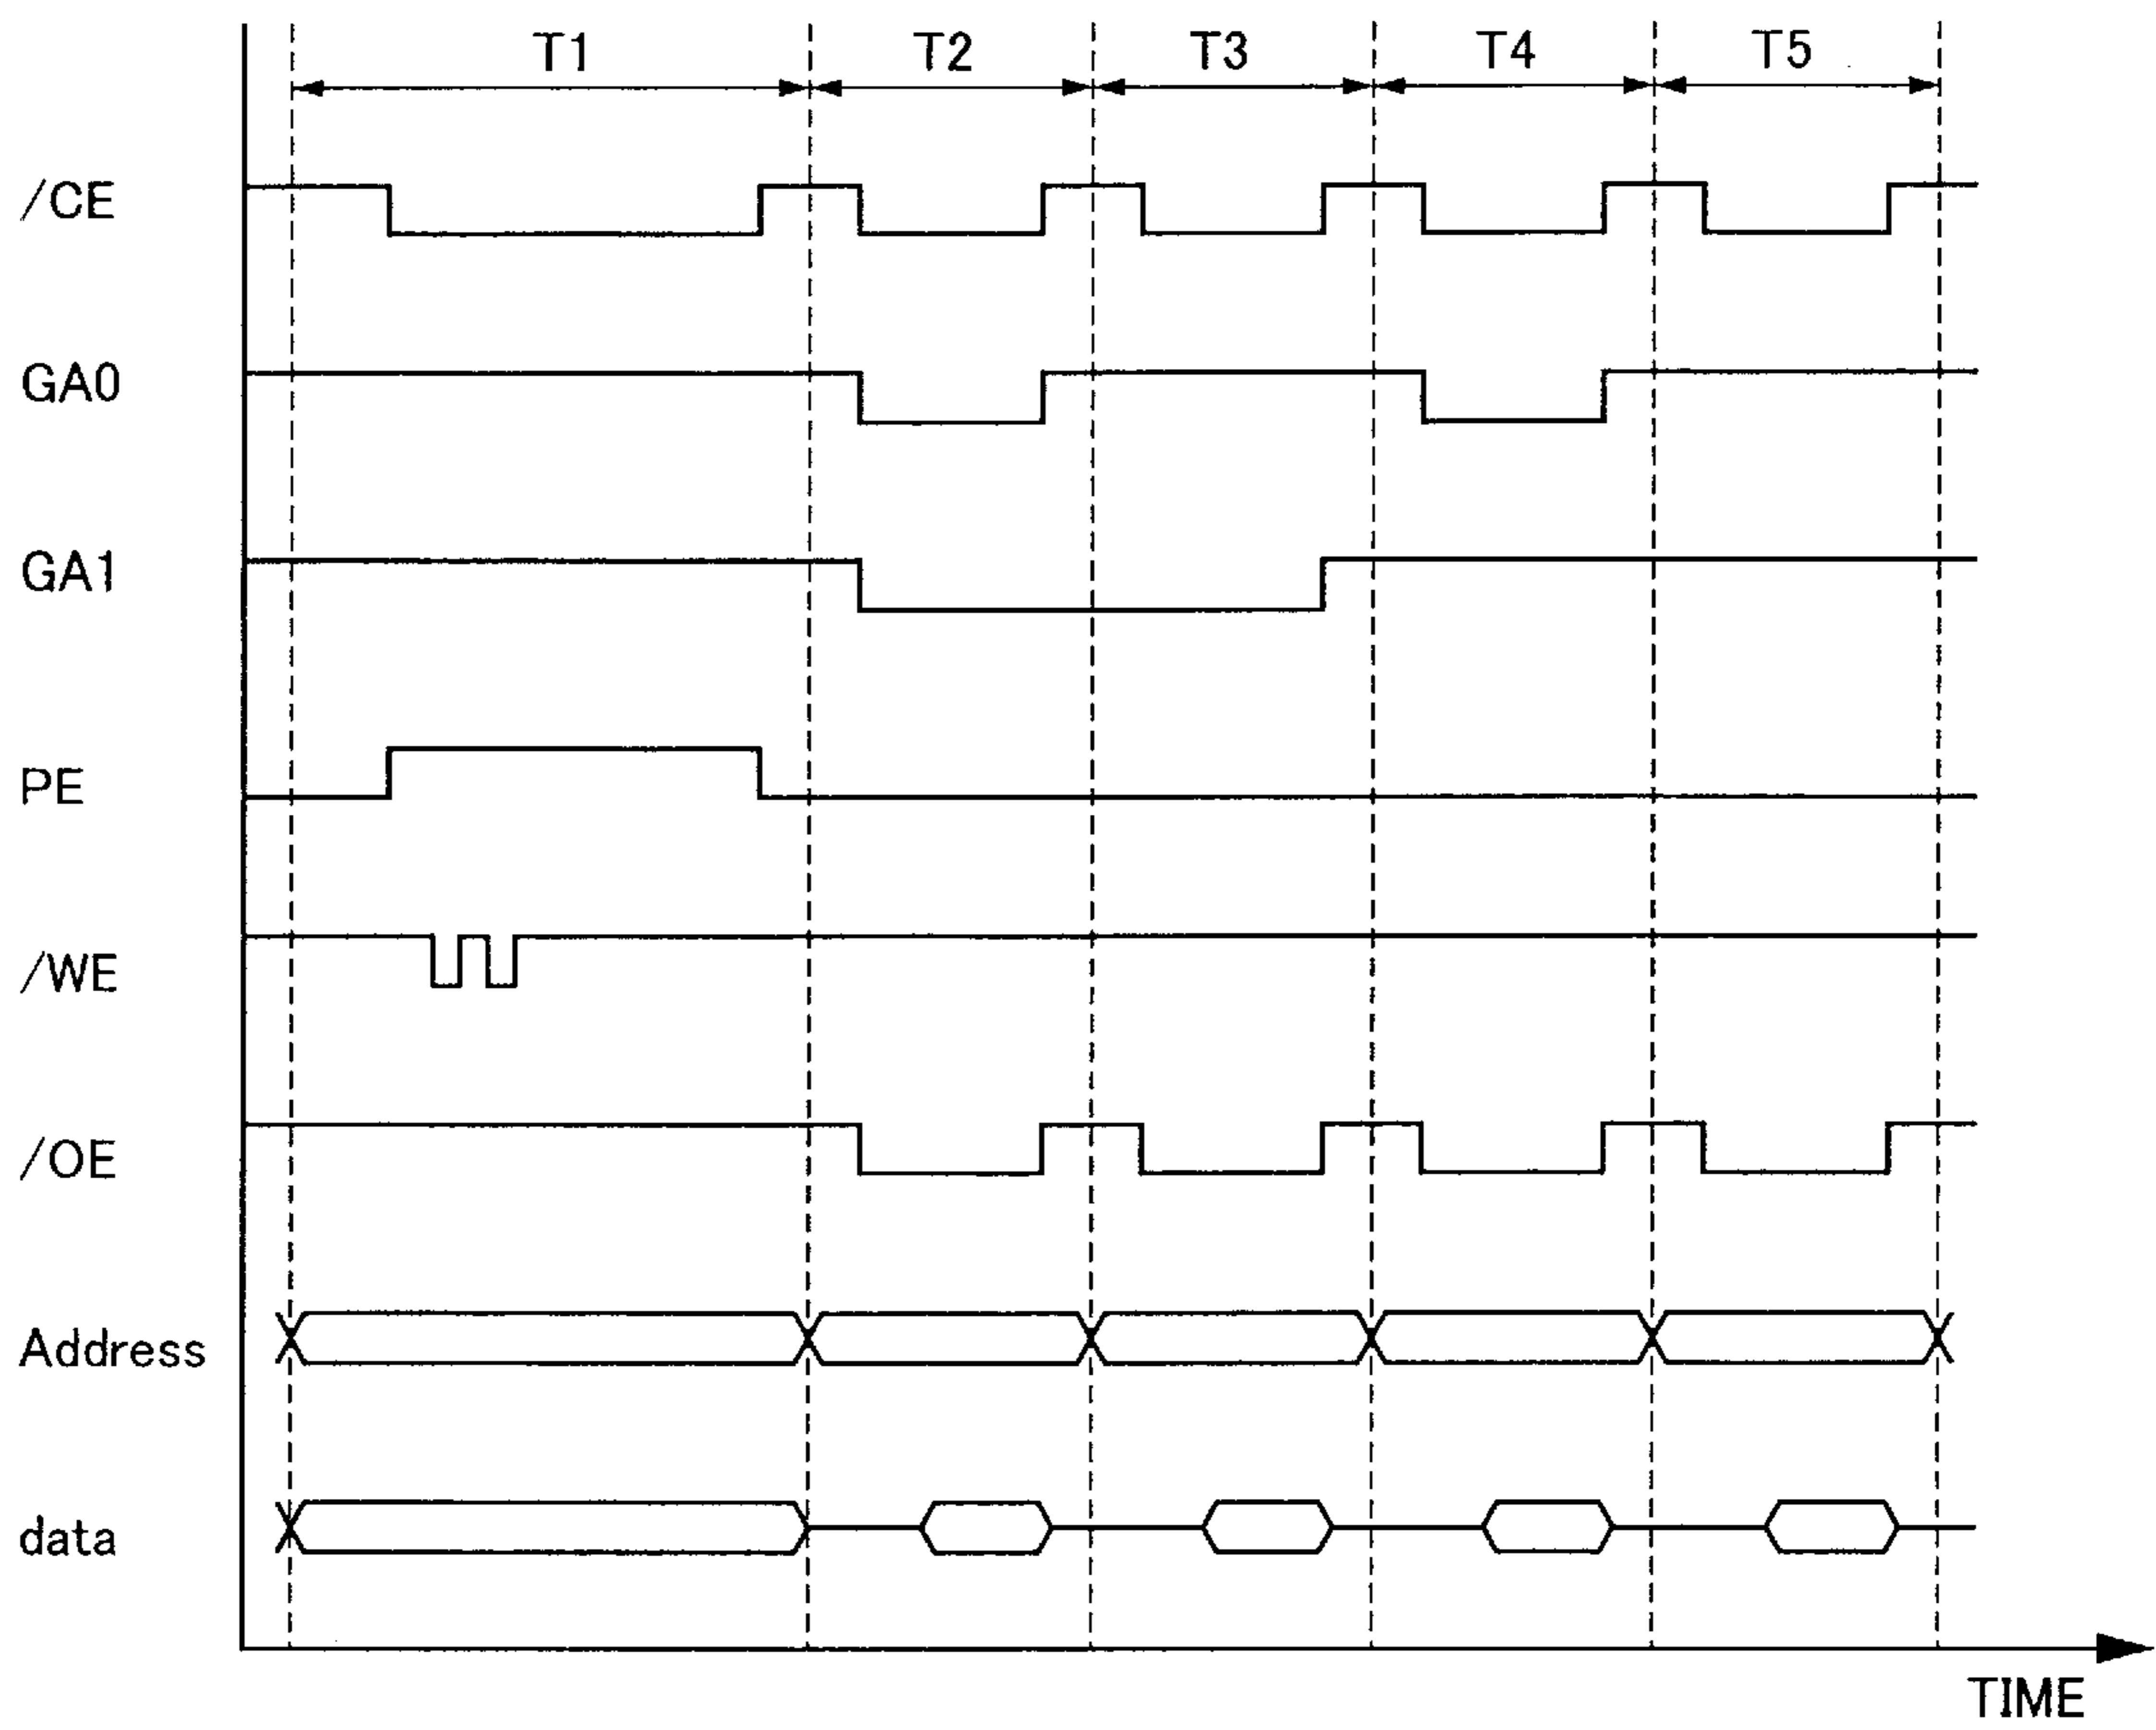 T1 T2 T3 T4 T5
/CE
GA0
GA1
PE
/WE
/OE
Address
data
TIME